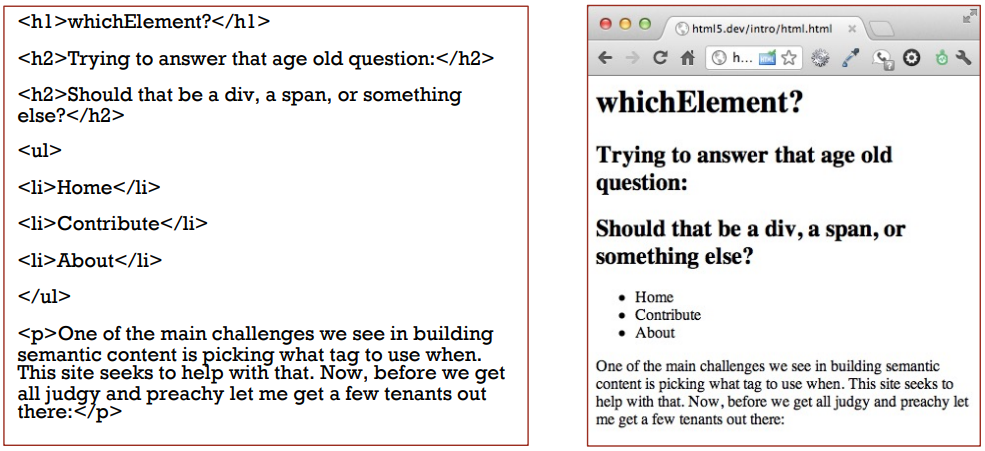 <h1>whichElement?</h1>
<h2>Trying to answer that age old question:</h2>
<h2>Should that be a div, a span, or something
else?</h2>
<ul>
<li>Home</li>
<li>Contribute</li>
<li>About</li>
</ul>
<p>One of the main challenges we see in building
semantic content is picking what tag to use when.
This site seeks to help with that. Now, before we get
all judgy and preachy let me get a few tenants out
there:</p>
html5.dev/intro/html.html
h...
whichElement?
Trying to answer that age old
question:
Should that be a div, a span, or
something else?
• Home
• Contribute
• About
One of the main challenges we see in building semantic
content is picking what tag to use when. This site seeks to
help with that. Now, before we get all judgy and preachy let
me get a few tenants out there: